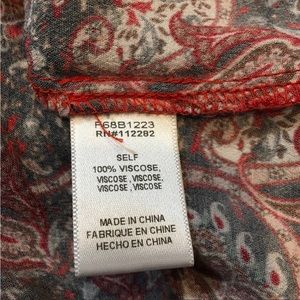 F68B1223
RN#112282
SELF
100% VISCOSE,
VISCOSE, VISCOSE,
VISCOSE, VISCOSE
MADE IN CHINA
FABRIQUE EN CHINE
HECHO EN CHINA